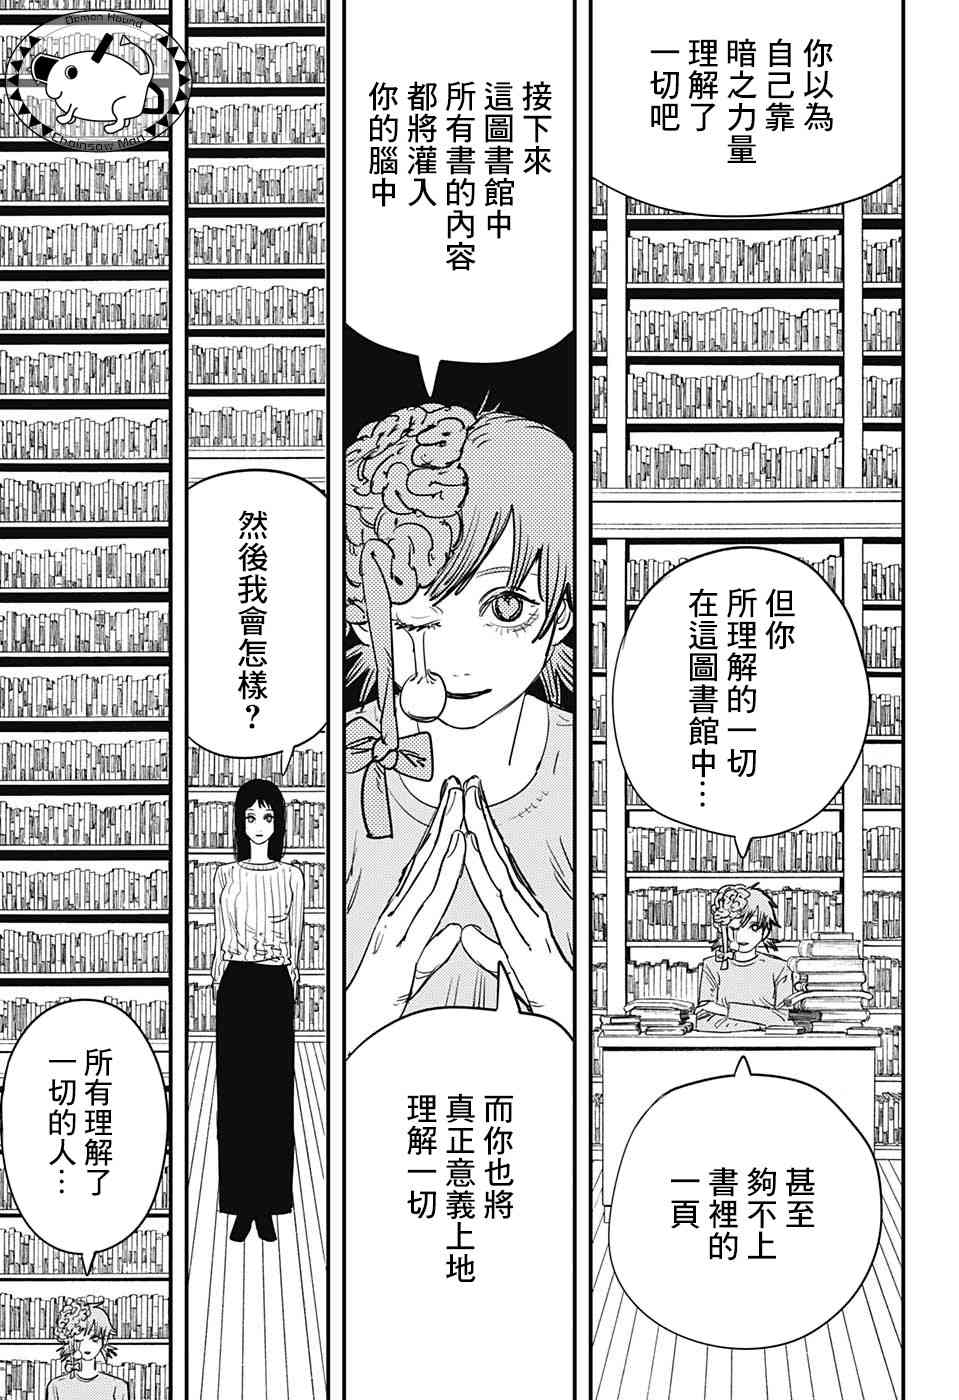 你以為
自己靠
暗之力量
理解了
一切吧
但你
所理解的一切
在這圖書館中…
甚至
夠不上
書裡的
一頁
接下來
這圖書館中
所有書的內容
都將灌入
你的腦中
而你也將
真正意義上地
理解一切
然後我會怎樣?
所有理解了
一切的人…
Demon Hound
Chainsaw Man